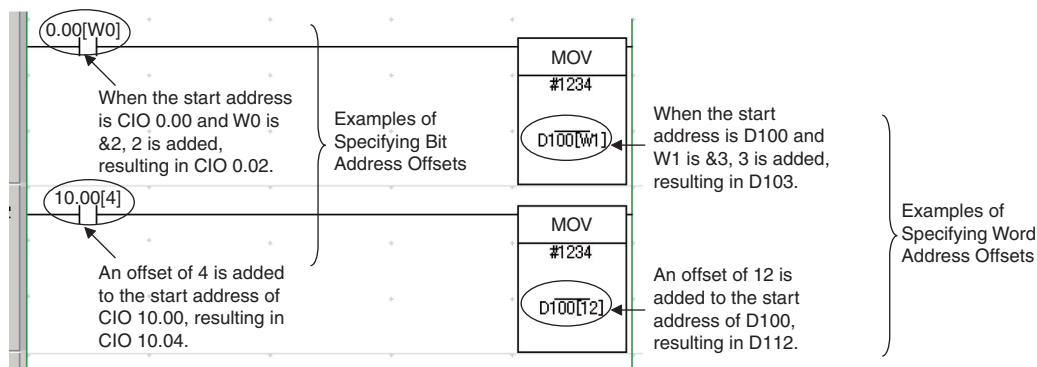 0.00[W0]
When the start address
is CIO 0.00 and W0 is
&2, 2 is added,
resulting in CIO 0.02.
Examples of
Specifying Bit
Address Offsets
MOV
#1234
D100[W1]
When the start
address is D100 and
W1 is &3, 3 is added,
resulting in D103.
10.00[4]
An offset of 4 is added
to the start address of
CIO 10.00, resulting in
CIO 10.04.
MOV
#1234
D100[12]
An offset of 12 is
added to the start
address of D100,
resulting in D112.
Examples of
Specifying Word
Address Offsets